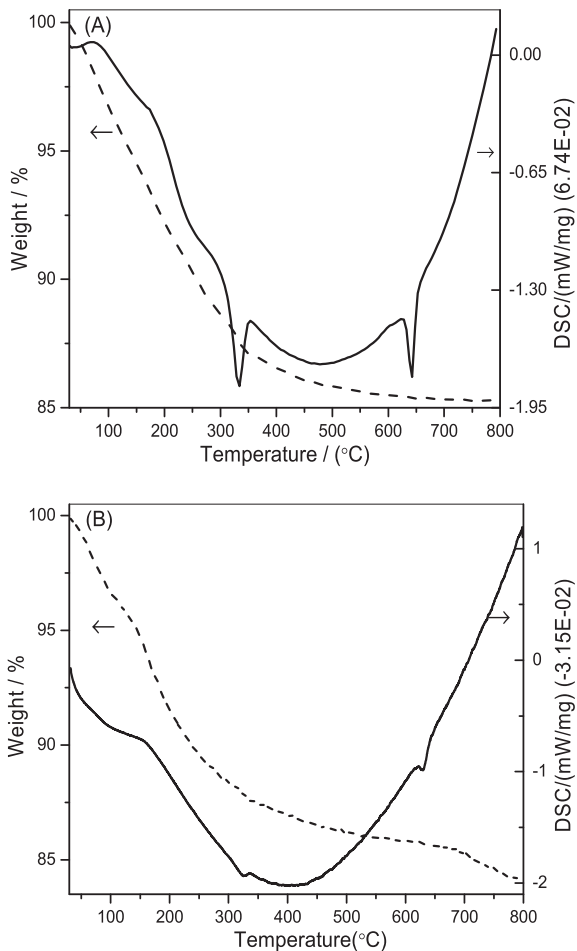 (A)
100
95
90
85
Weight / %
0.00
-0.65
-1.30
-1.95
DSC/(mW/mg) (6.74E-02)
100 200 300 400 500 600 700 800
Temperature / (°C)
(B)
100
95
90
85
Weight / %
1
0
-1
-2
DSC/(mW/mg) (-3.15E-02)
100 200 300 400 500 600 700 800
Temperature(°C)